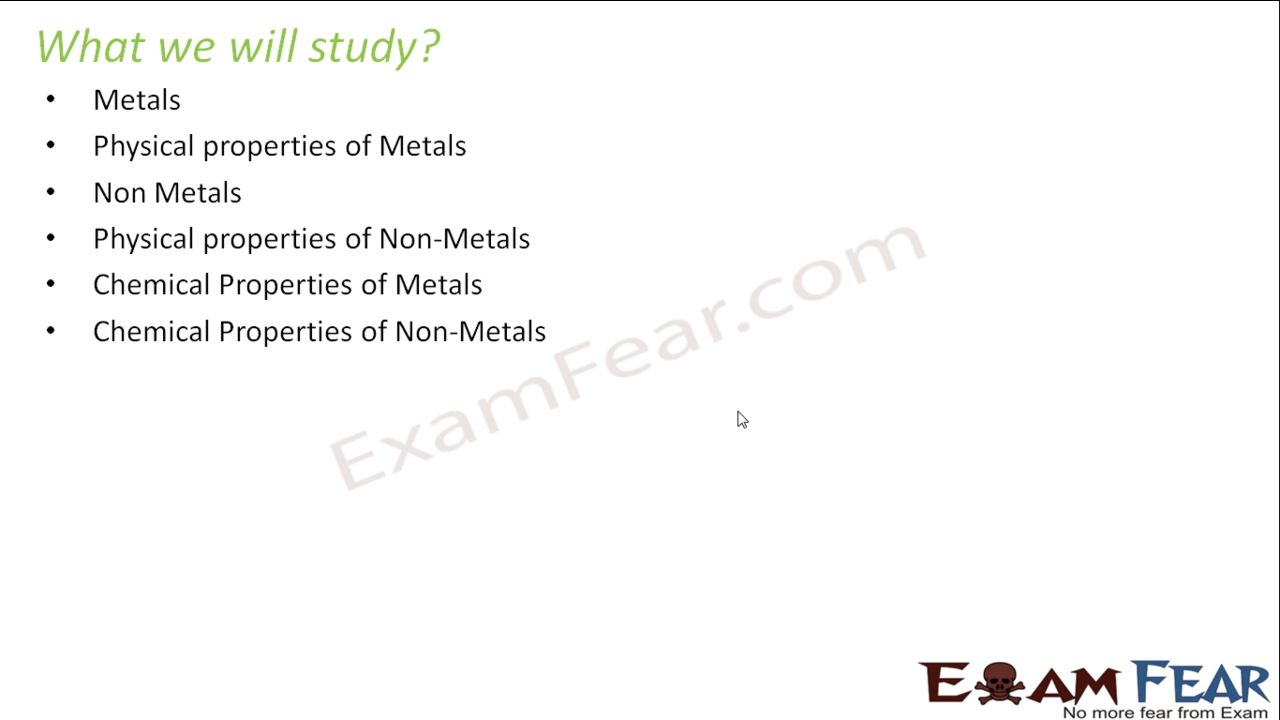 What we will study?
• Metals
• Physical properties of Metals
• Non Metals
• Physical properties of Non-Metals
• Chemical Properties of Metals
• Chemical Properties of Non-Metals
ExamFear.com
EXAM FEAR
No more fear from Exam